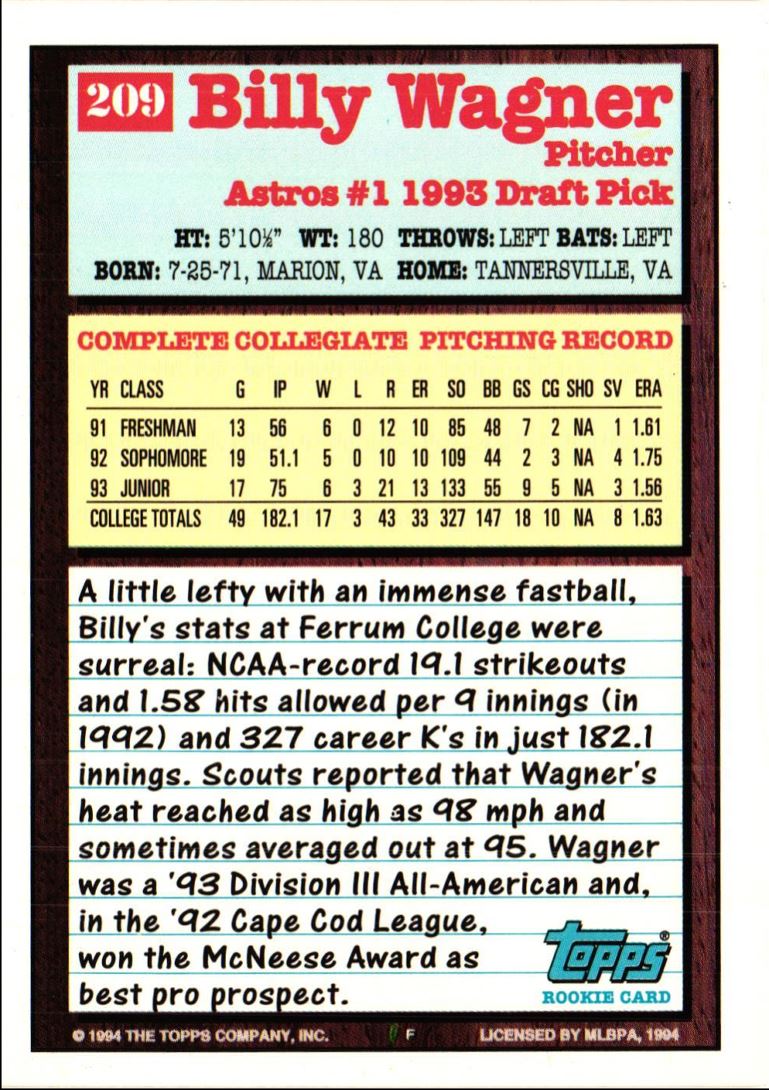 209 Billy Wagner
Pitcher
Astros #1 1993 Draft Pick
HT: 5'10½" WT: 180 THROWS: LEFT BATS: LEFT
BORN: 7-25-71, MARION, VA HOME: TANNERSVILLE, VA
COMPLETE COLLEGIATE PITCHING RECORD
YR CLASS G IP W L R ER SO BB GS CG SHO SV ERA
91 FRESHMAN 13 56 6 0 12 10 85 48 7 2 NA 1 1.61
92 SOPHOMORE 19 51.1 5 0 10 10 109 44 2 3 NA 4 1.75
93 JUNIOR 17 75 6 3 21 13 133 55 9 5 NA 3 1.56
COLLEGE TOTALS 49 182.1 17 3 43 33 327 147 18 10 NA 8 1.63
A little lefty with an immense fastball,
Billy's stats at Ferrum College were
surreal: NCAA-record 19.1 strikeouts
and 1.58 hits allowed per 9 innings (in
1992) and 327 career K's in just 182.1
innings. Scouts reported that Wagner's
heat reached as high as 98 mph and
sometimes averaged out at 95. Wagner
was a '93 Division III All-American and,
in the '92 Cape Cod League,
won the McNeese Award as
best pro prospect.
Topps®
ROOKIE CARD
© 1994 THE TOPPS COMPANY, INC. F LICENSED BY MLBPA, 1994